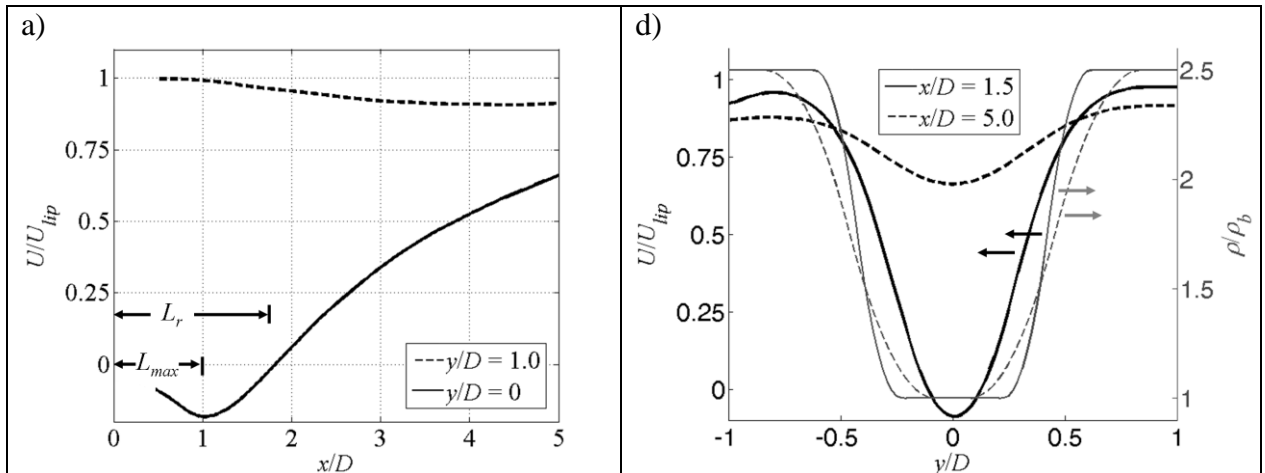 a)
1
0.75
0.5
0.25
0
U/U_lip
L_r
L_max
y/D = 1.0
y/D = 0
0 1 2 3 4 5
x/D
d)
1
0.75
0.5
0.25
0
U/U_lip
x/D = 1.5
x/D = 5.0
2.5
2
1.5
1
ρ/ρ_b
-1 -0.5 0 0.5 1
y/D